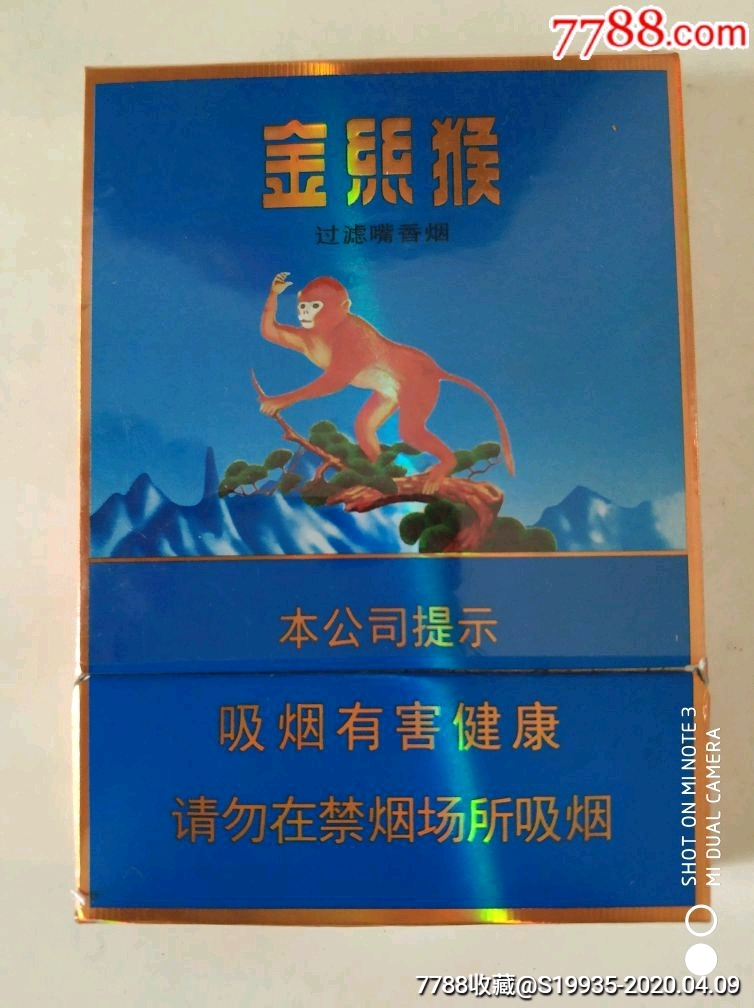 7788.com
金絲猴
过滤嘴香烟
本公司提示
吸烟有害健康
请勿在禁烟场所吸烟
SHOT ON MI NOTE 3
MI DUAL CAMERA
7788收藏@S19935-2020.04.09